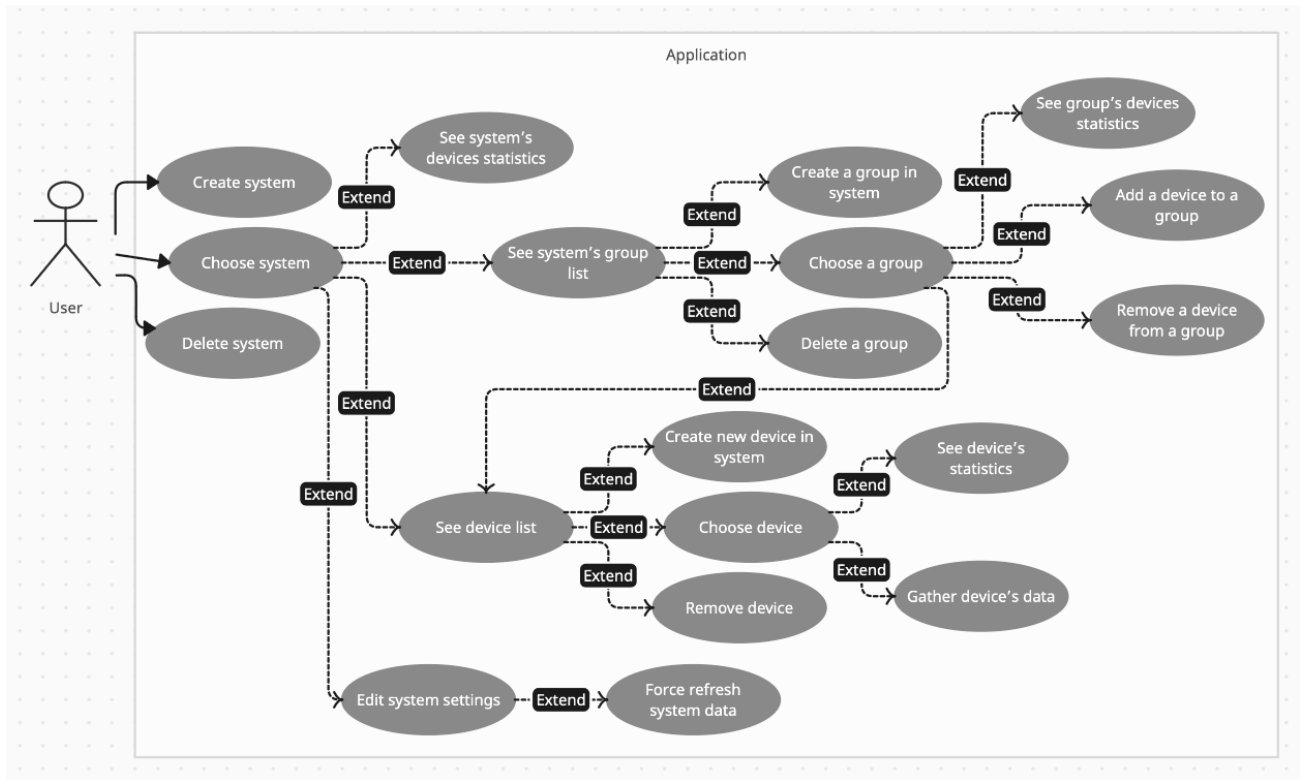 Application
User
Create system
Choose system
Delete system
See system's
devices statistics
Extend
Extend
Extend
Extend
See system's group
list
Extend
Extend
Extend
Create a group in
system
Choose a group
Delete a group
Extend
Extend
Extend
Extend
See group's devices
statistics
Add a device to a
group
Remove a device
from a group
See device list
Extend
Extend
Extend
Create new device in
system
Choose device
Remove device
Extend
Extend
See device's
statistics
Gather device's data
Edit system settings
Extend
Force refresh
system data